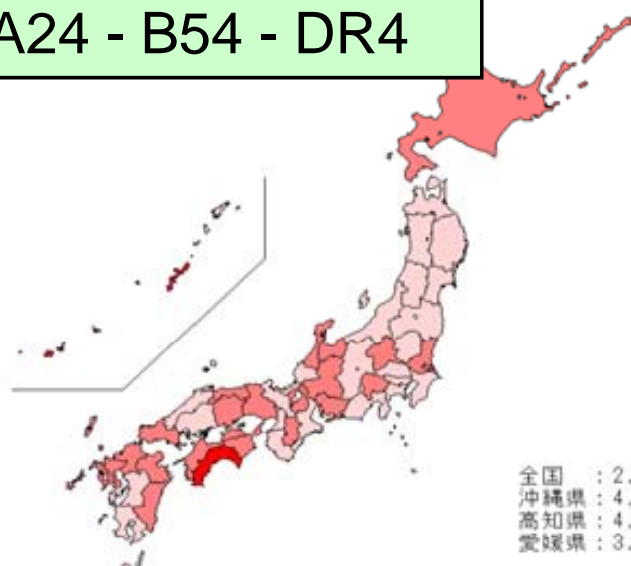 A24 - B54 - DR4
全国 : 2.
沖縄県 : 4.
高知県 : 4.
愛媛県 : 3.